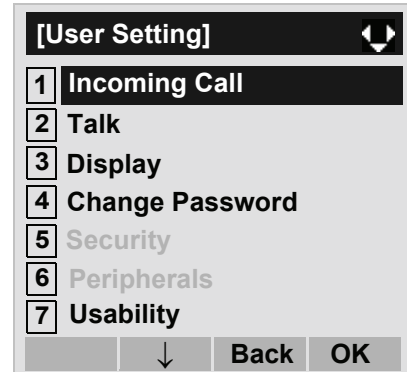 [User Setting]
1 Incoming Call
2 Talk
3 Display
4 Change Password
5 Security
6 Peripherals
7 Usability
↓ Back OK